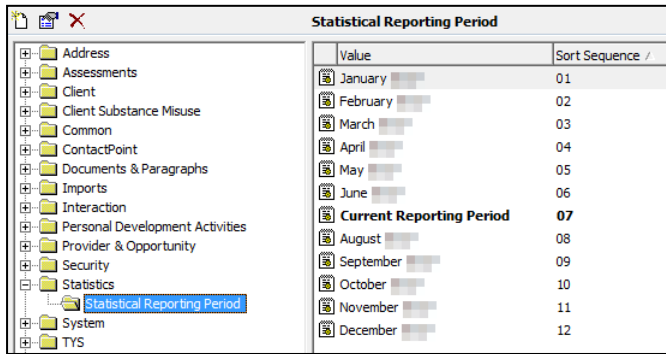 Statistical Reporting Period
Address
Assessments
Client
Client Substance Misuse
Common
ContactPoint
Documents & Paragraphs
Imports
Interaction
Personal Development Activities
Provider & Opportunity
Security
Statistics
Statistical Reporting Period
System
TYS
Value Sort Sequence
January 01
February 02
March 03
April 04
May 05
June 06
Current Reporting Period 07
August 08
September 09
October 10
November 11
December 12